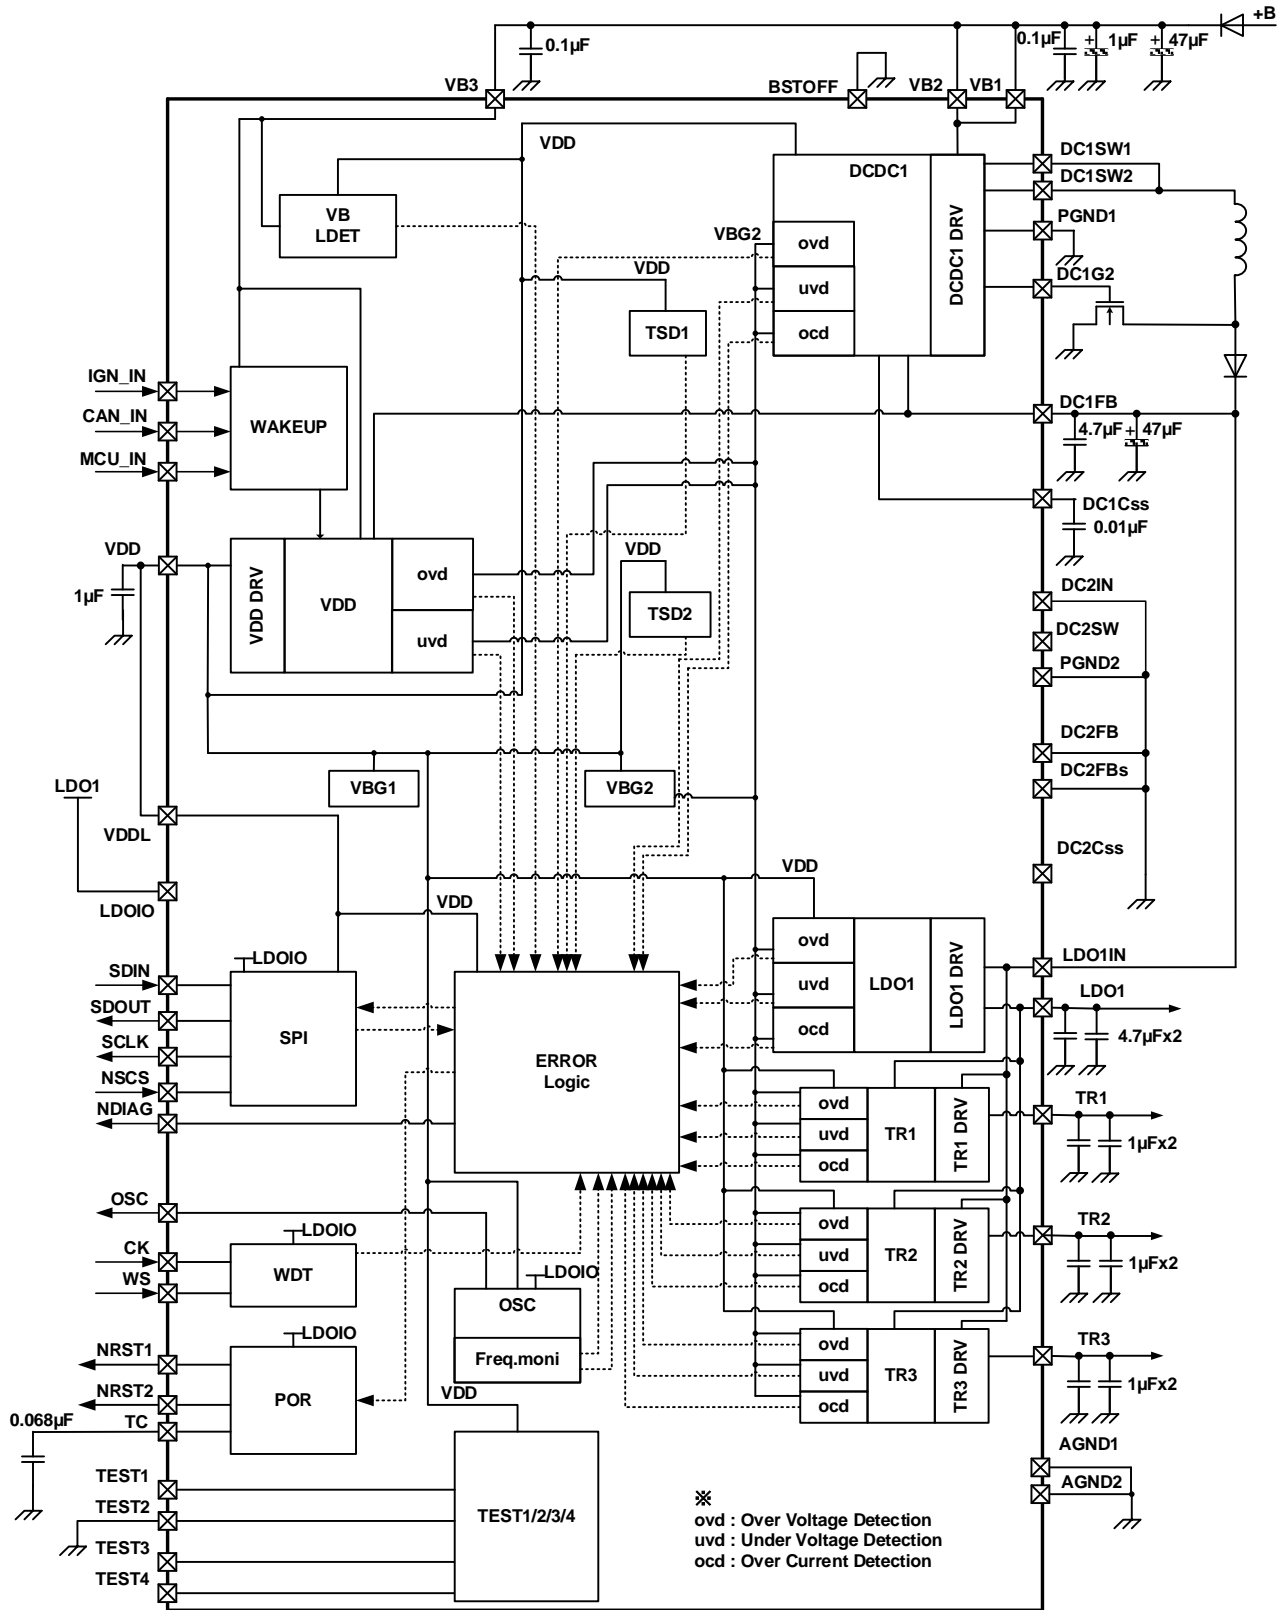 +B
0.1µF
0.1µF
+
1µF
+
47µF
VB3
BSTOFF
VB2
VB1
VDD
DCDC1
DCDC1 DRV
DC1SW1
DC1SW2
VB
LDET
PGND1
VBG2
ovd
VDD
uvd
DC1G2
TSD1
ocd
IGN_IN
CAN_IN
WAKEUP
MCU_IN
DC1FB
4.7µF
+
47µF
DC1Css
0.01µF
VDD
VDD
1µF
VDD DRV
VDD
ovd
uvd
TSD2
DC2IN
DC2SW
PGND2
DC2FB
DC2FBs
VBG1
VBG2
LDO1
VDDL
DC2Css
VDD
LDOIO
VDD
LDOIO
SDIN
SDOUT
SCLK
NSCS
NDIAG
SPI
ERROR
Logic
ovd
uvd
ocd
LDO1
LDO1 DRV
LDO1IN
LDO1
4.7µFx2
ovd
uvd
ocd
TR1
TR1 DRV
TR1
1µFx2
OSC
LDOIO
CK
WS
WDT
ovd
uvd
ocd
TR2
TR2 DRV
TR2
1µFx2
LDOIO
OSC
Freq.moni
LDOIO
NRST1
NRST2
TC
POR
0.068µF
VDD
ovd
uvd
ocd
TR3
TR3 DRV
TR3
1µFx2
AGND1
AGND2
TEST1
TEST2
TEST3
TEST4
TEST1/2/3/4
※
ovd : Over Voltage Detection
uvd : Under Voltage Detection
ocd : Over Current Detection